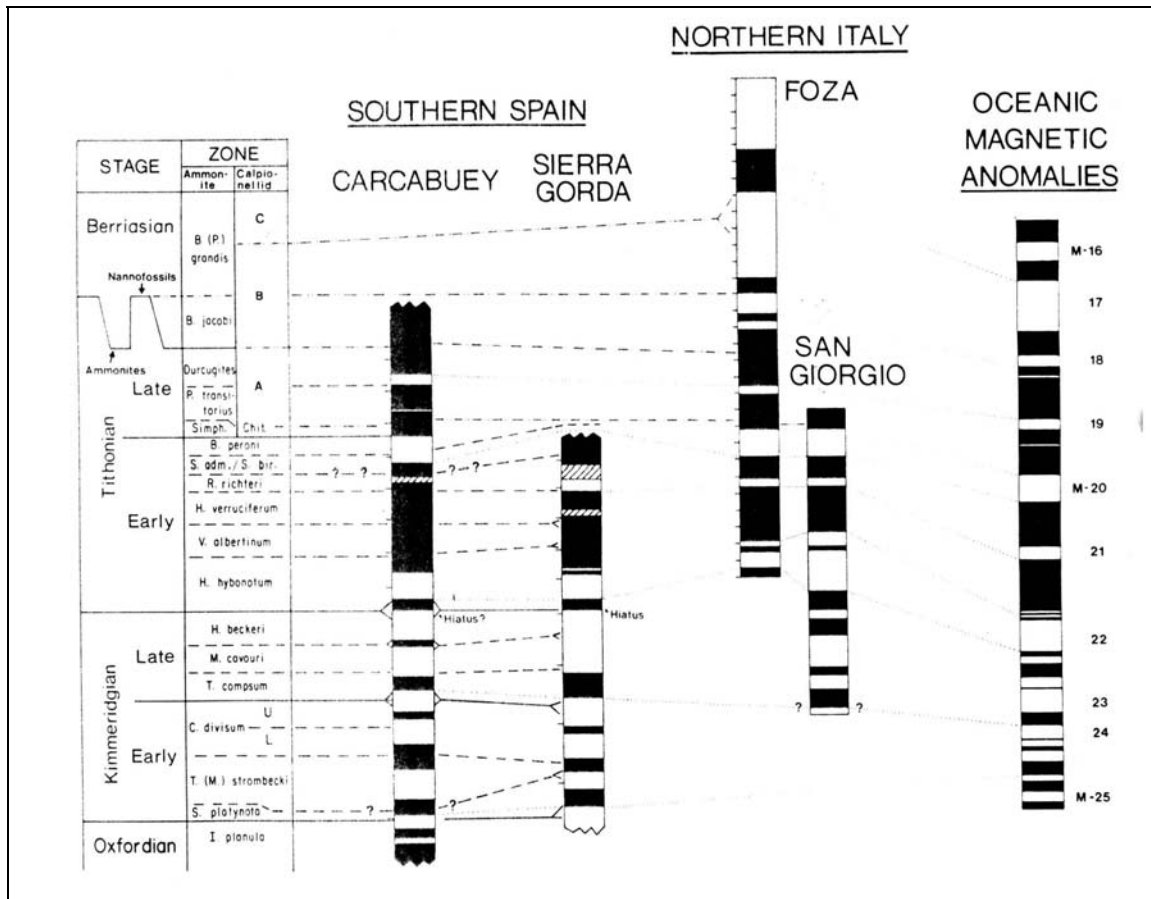 NORTHERN ITALY
FOZA
SOUTHERN SPAIN
OCEANIC
MAGNETIC
ANOMALIES
STAGE
ZONE
Ammon-
ite
Calpio-
nellid
CARCABUEY
SIERRA
GORDA
Berriasian
B (P.)
grandis
C
M-16
Nannofossils
B
17
B. jacobi
SAN
GIORGIO
18
Ammonites
Late
Durcugites
P. transi-
torius
A
Simph.
Chit.
19
Tithonian
B. peroni
S. adm./S. bir.
? ?
? ?
R. richteri
M-20
Early
H. verruciferum
V. albertinum
21
H. hybonotum
Hiatus?
Hiatus
22
Kimmeridgian
Late
H. beckeri
M. cavouri
T. compsum
23
? ?
24
Early
C. divisum
U
L
T. (M.) strombecki
S. platynota
? ?
M-25
Oxfordian
I. planula